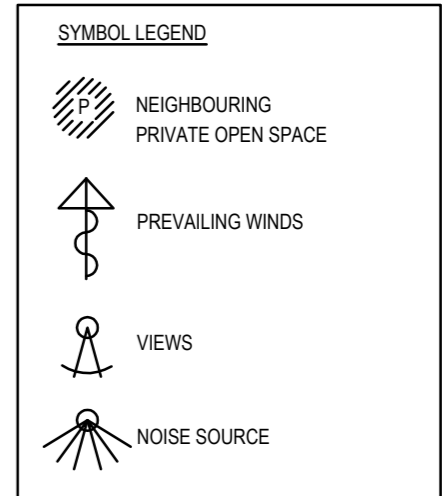 SYMBOL LEGEND
P
NEIGHBOURING
PRIVATE OPEN SPACE
PREVAILING WINDS
VIEWS
NOISE SOURCE